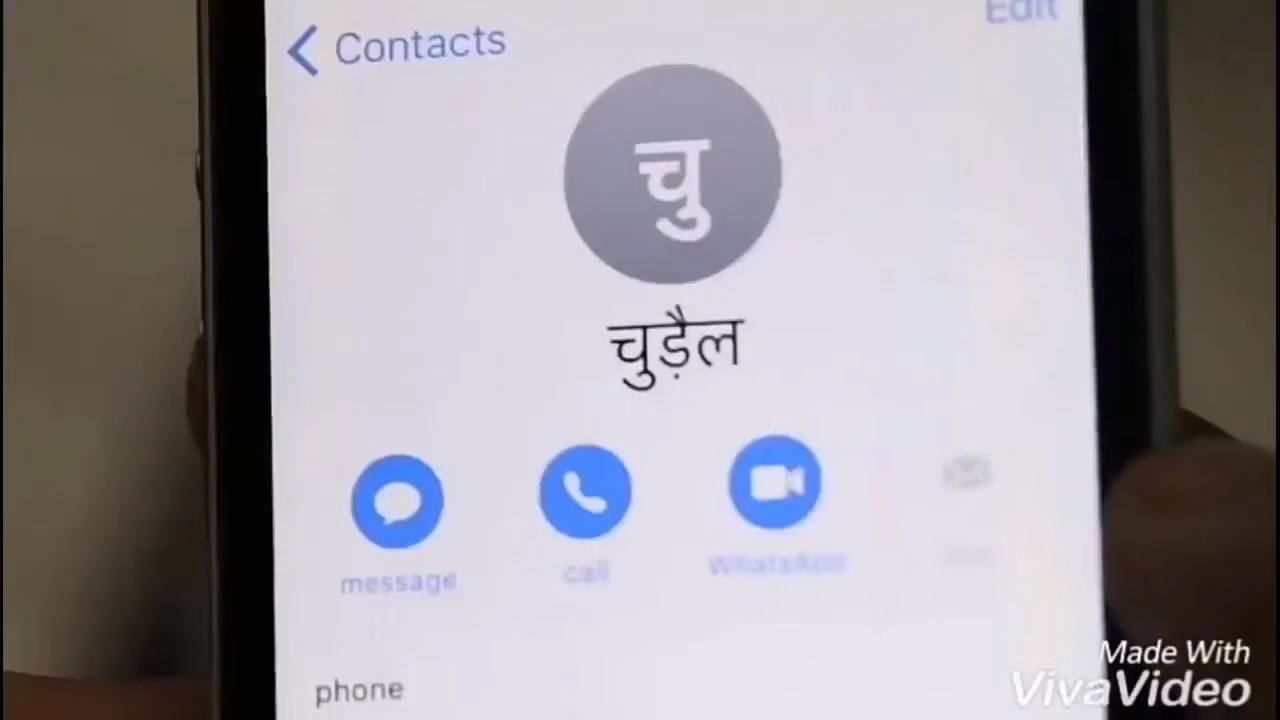 Contacts
Edit
चु
चुड़ैल
message
call
WhatsApp
phone
Made With
VivaVideo